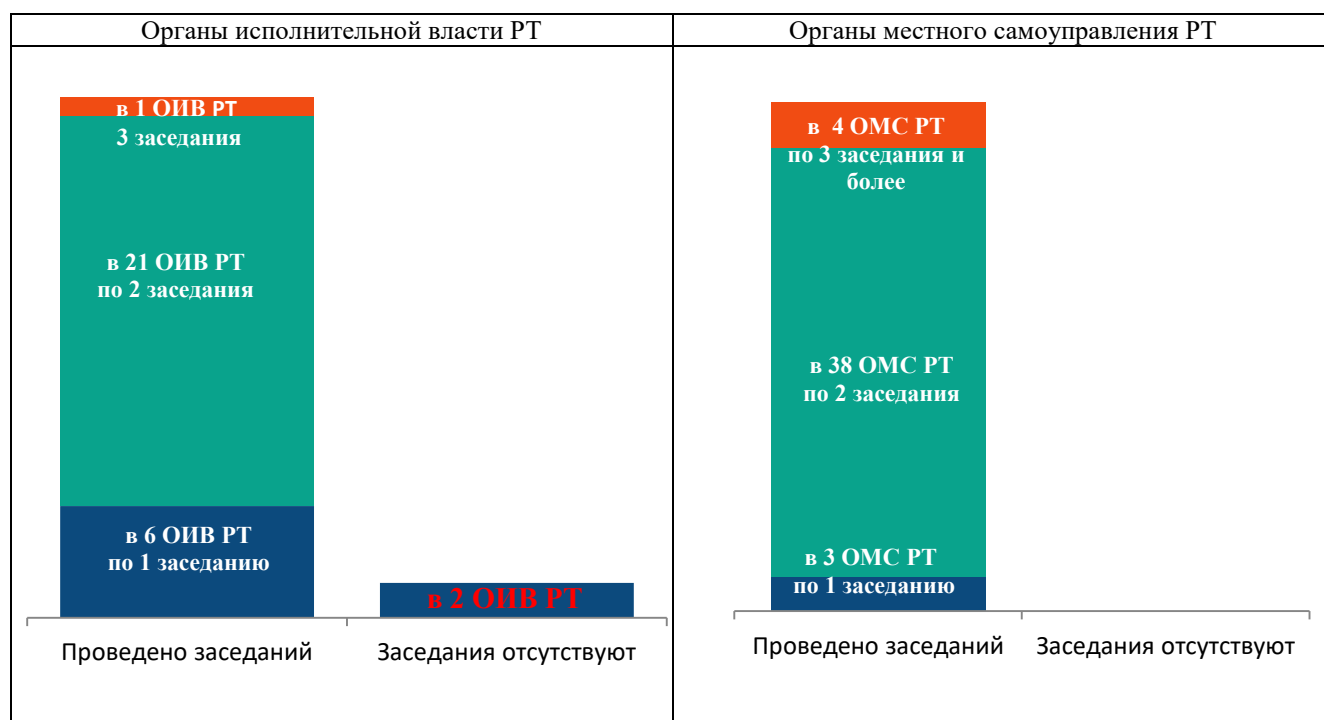 Органы исполнительной власти РТ
Органы местного самоуправления РТ
в 1 ОИВ РТ
3 заседания
в 21 ОИВ РТ
по 2 заседания
в 6 ОИВ РТ
по 1 заседанию
в 2 ОИВ РТ
Проведено заседаний
Заседания отсутствуют
в 4 ОМС РТ
по 3 заседания и
более
в 38 ОМС РТ
по 2 заседания
в 3 ОМС РТ
по 1 заседанию
Проведено заседаний
Заседания отсутствуют